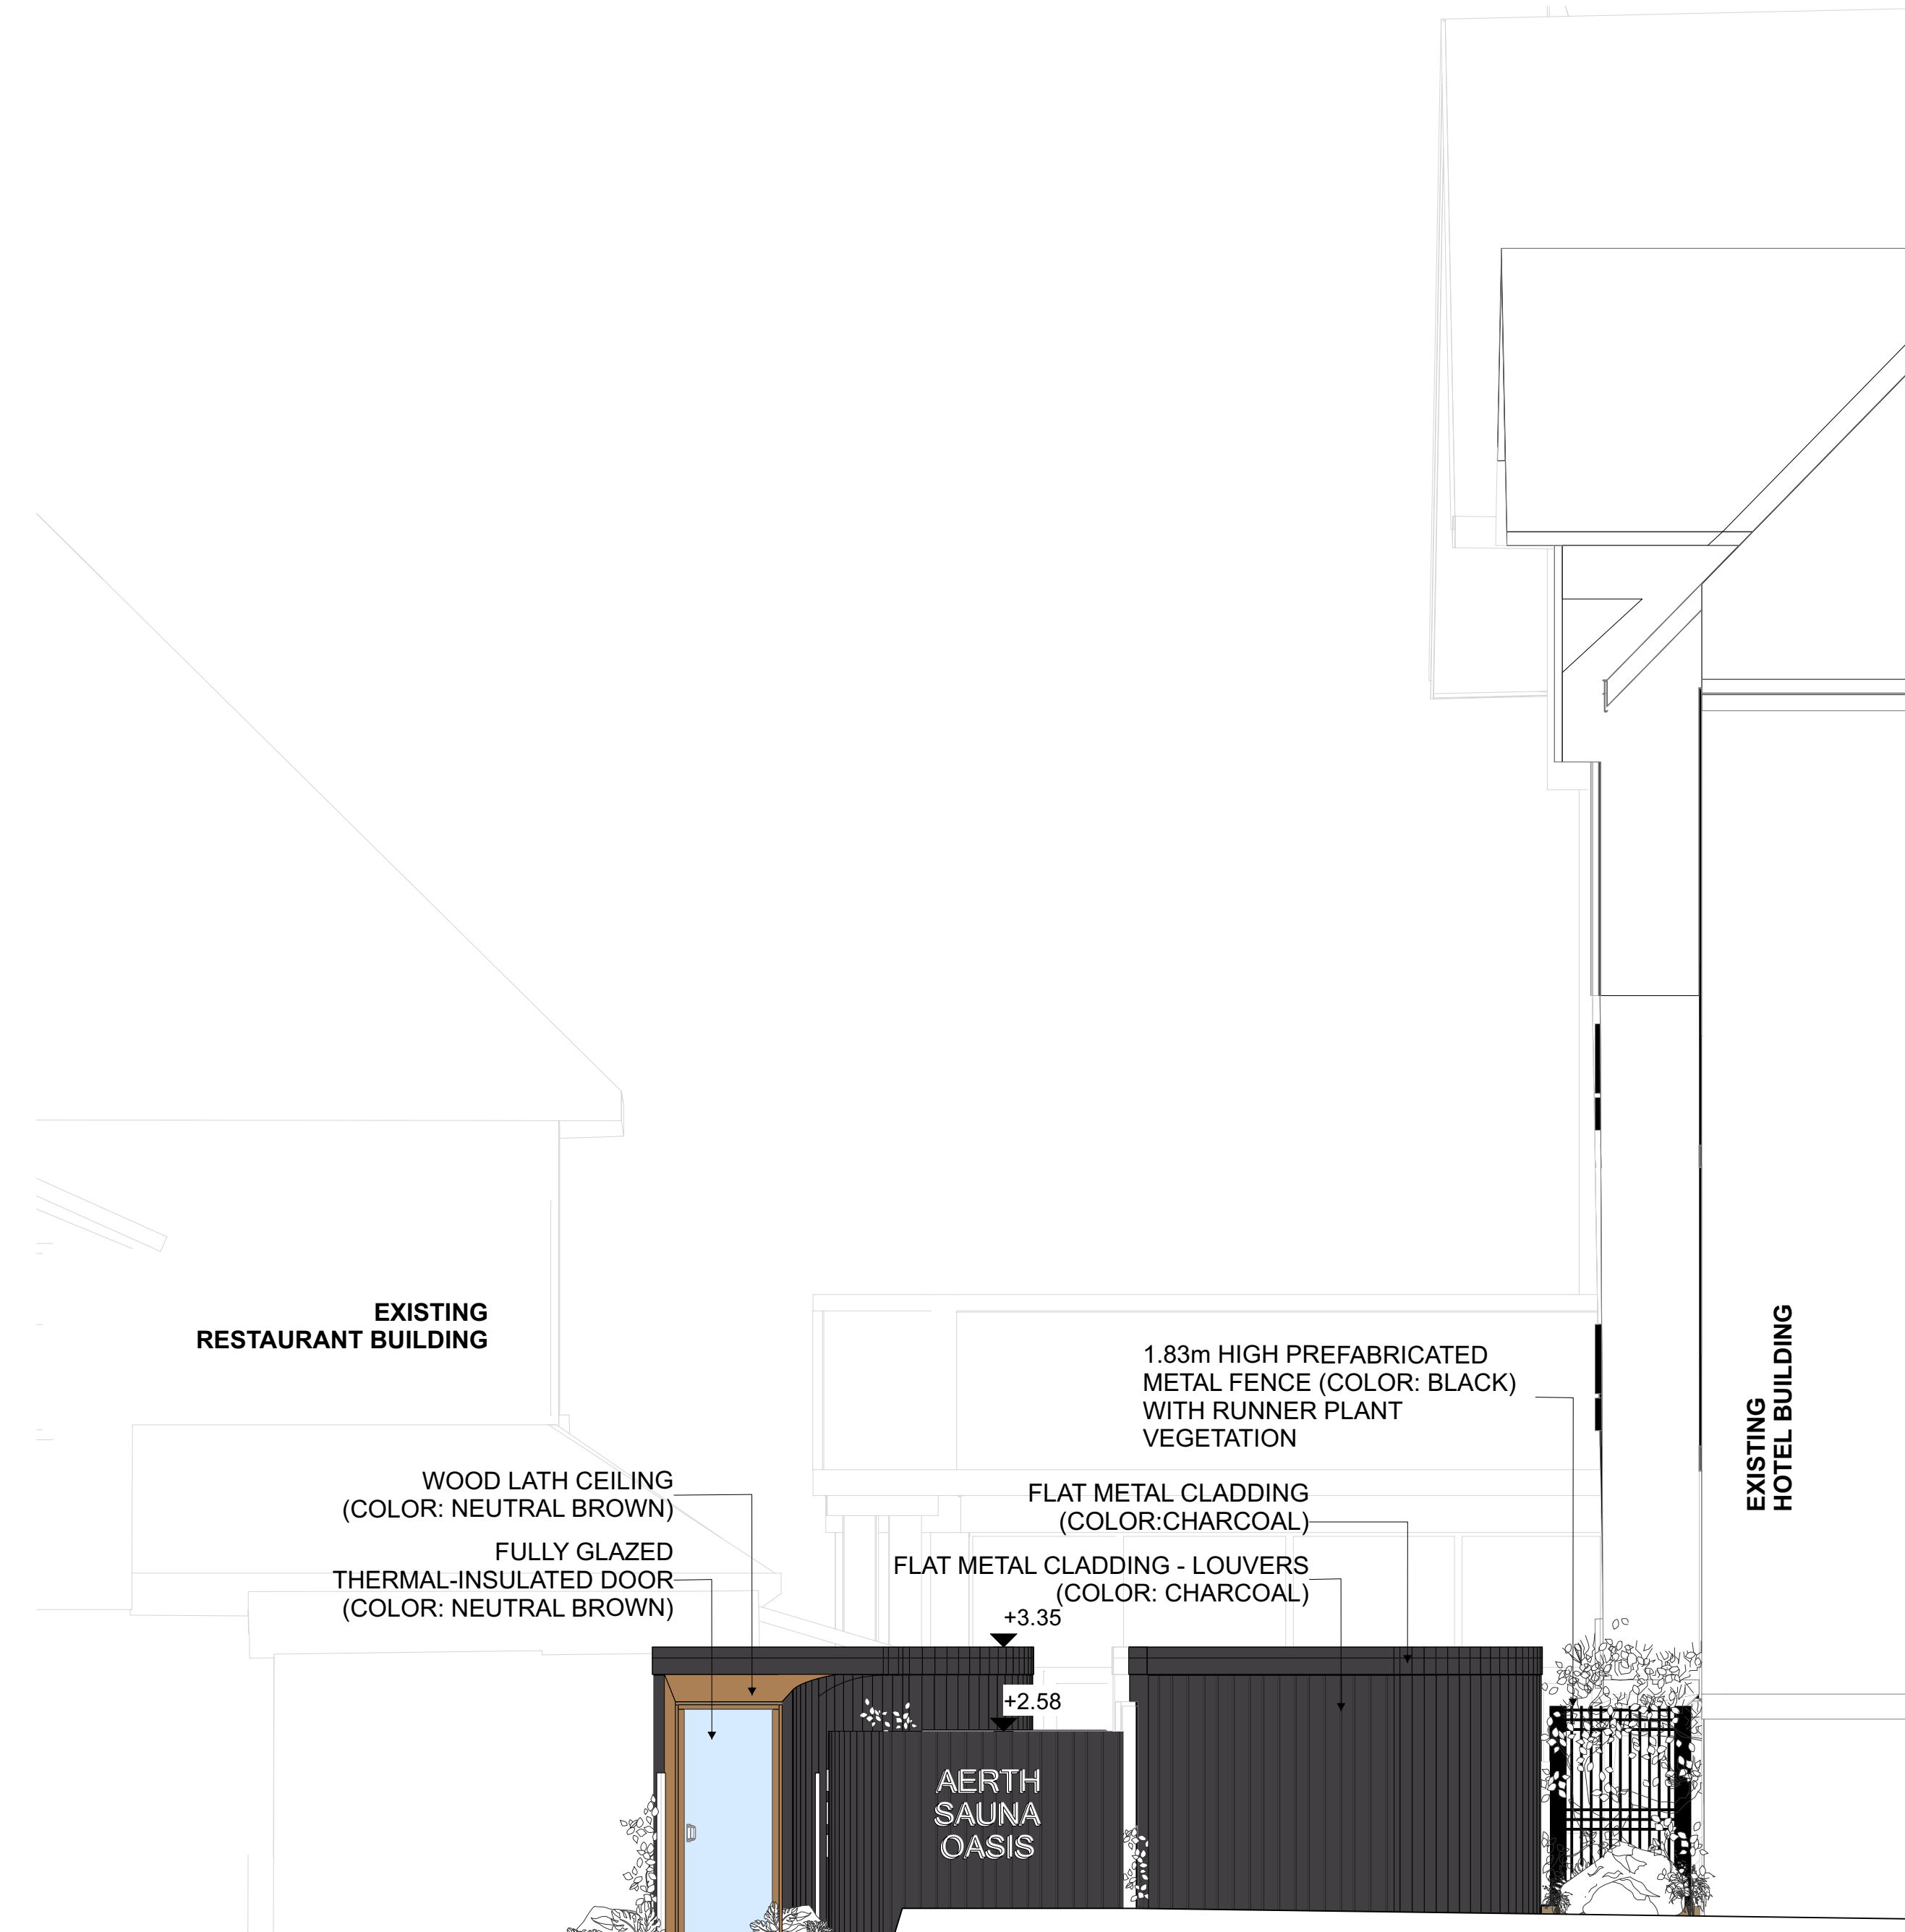 EXISTING
RESTAURANT BUILDING
1.83m HIGH PREFABRICATED
METAL FENCE (COLOR: BLACK)
WITH RUNNER PLANT
VEGETATION
EXISTING
HOTEL BUILDING
WOOD LATH CEILING
(COLOR: NEUTRAL BROWN)
FLAT METAL CLADDING
(COLOR:CHARCOAL)
FULLY GLAZED
THERMAL-INSULATED DOOR
(COLOR: NEUTRAL BROWN)
FLAT METAL CLADDING - LOUVERS
(COLOR: CHARCOAL)
+3.35
+2.58
AERTH
SAUNA
OASIS